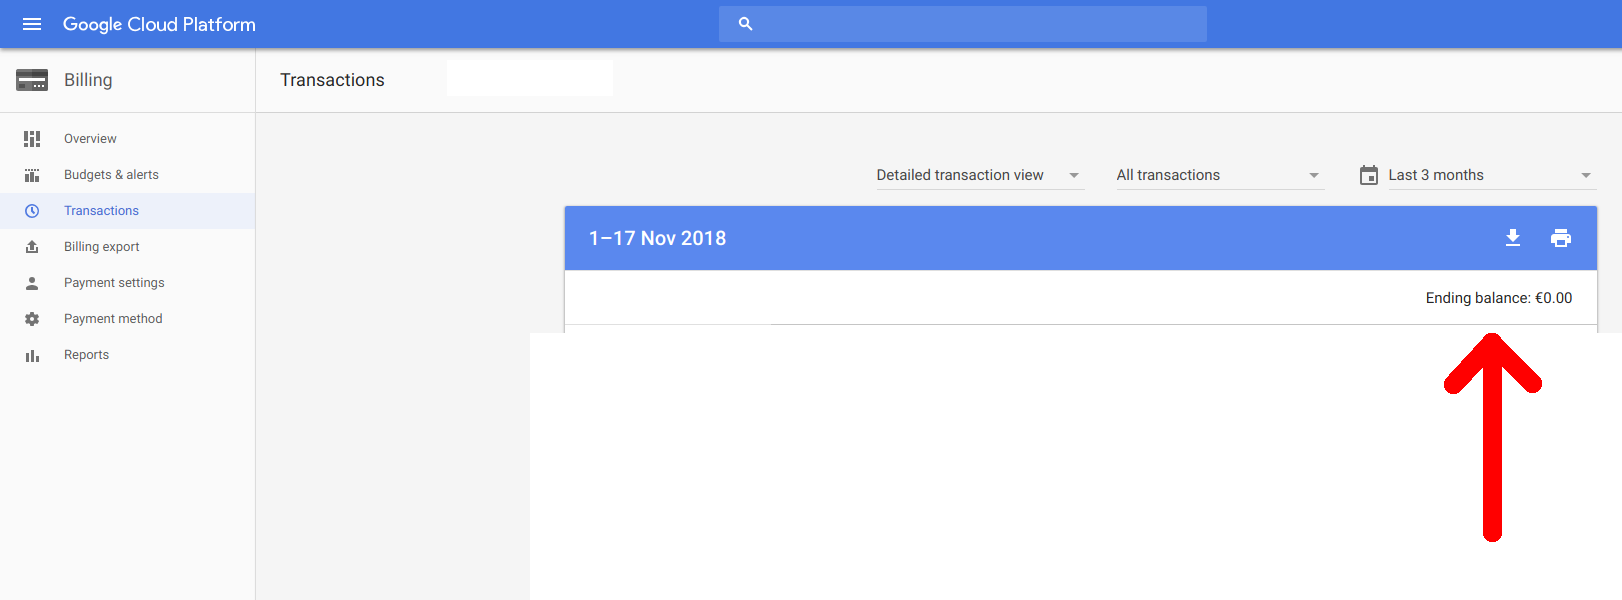 Google Cloud Platform
Billing
Transactions
Overview
Budgets & alerts
Transactions
Billing export
Payment settings
Payment method
Reports
Detailed transaction view
All transactions
Last 3 months
1–17 Nov 2018
Ending balance: €0.00